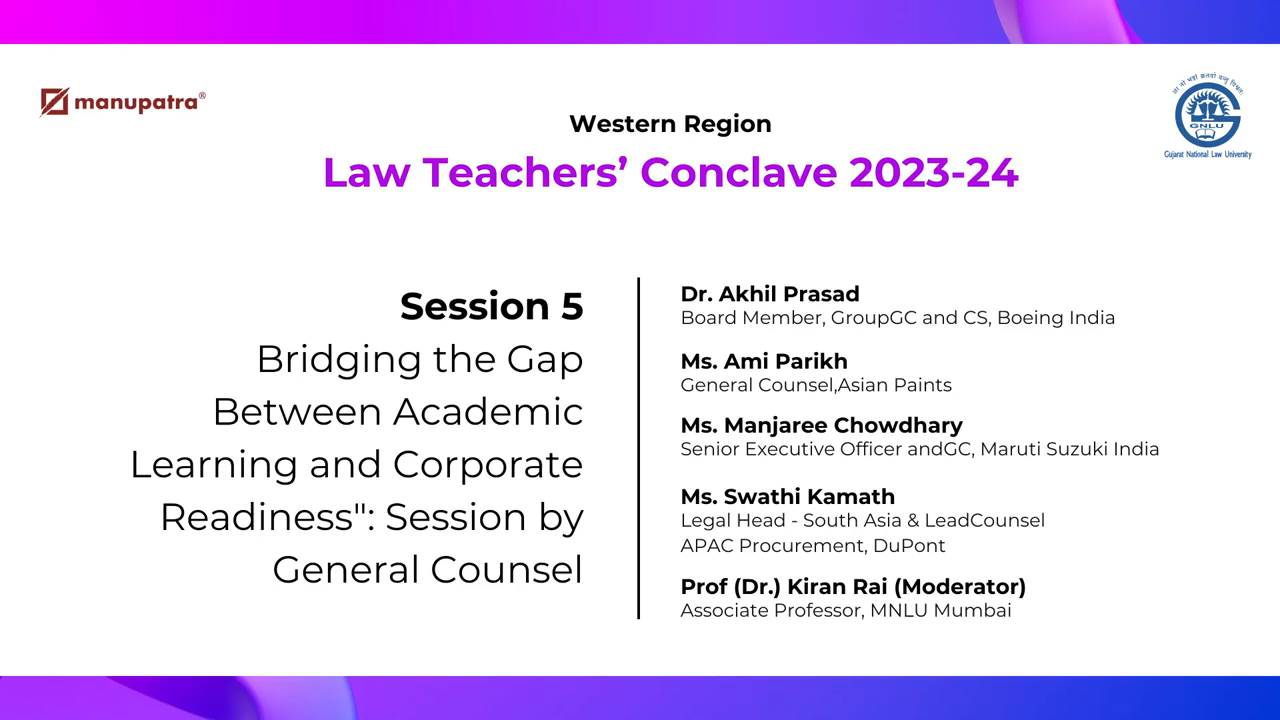 manupatra®
Western Region
Law Teachers’ Conclave 2023-24
GNLU
Gujarat National Law University
Session 5
Bridging the Gap
Between Academic
Learning and Corporate
Readiness": Session by
General Counsel
Dr. Akhil Prasad
Board Member, GroupGC and CS, Boeing India
Ms. Ami Parikh
General Counsel,Asian Paints
Ms. Manjaree Chowdhary
Senior Executive Officer andGC, Maruti Suzuki India
Ms. Swathi Kamath
Legal Head - South Asia & LeadCounsel
APAC Procurement, DuPont
Prof (Dr.) Kiran Rai (Moderator)
Associate Professor, MNLU Mumbai